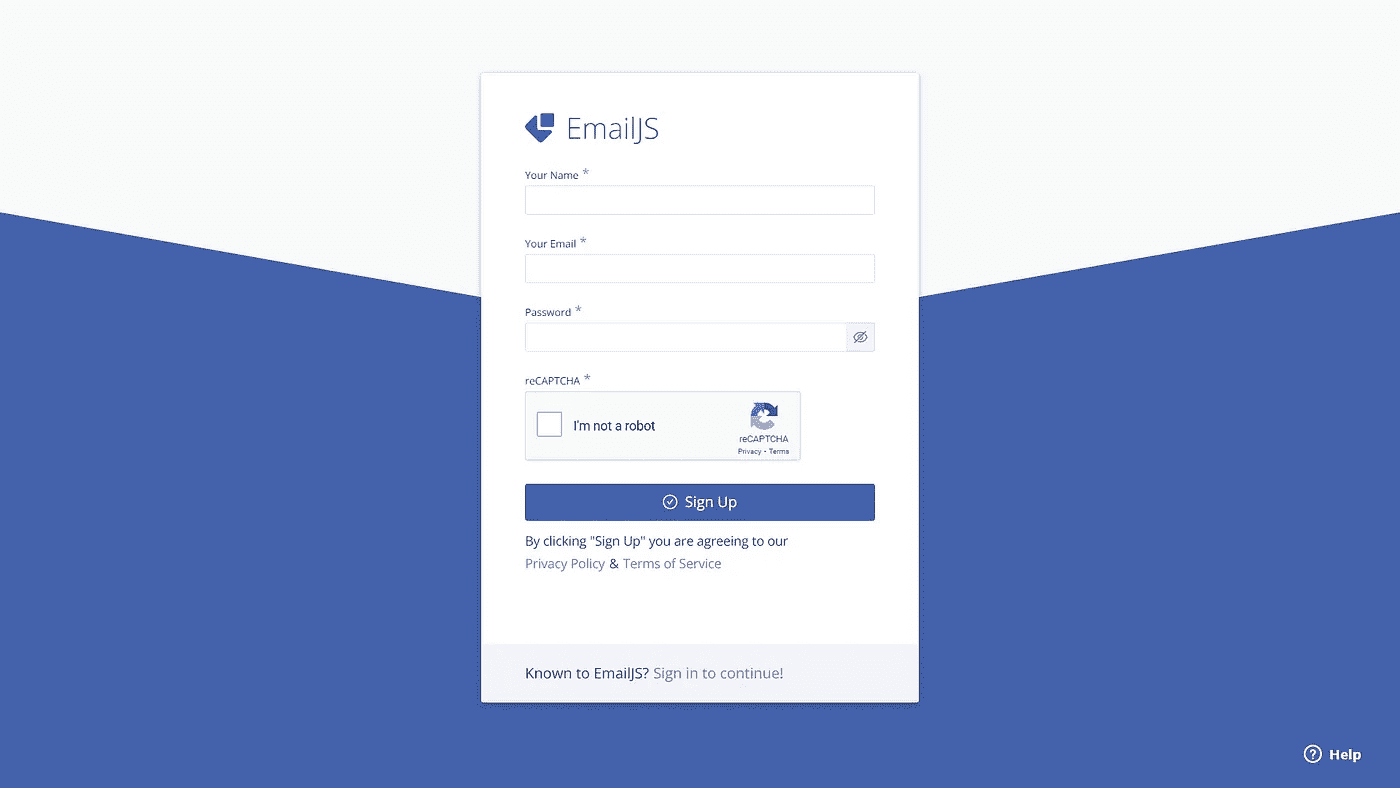 EmailJS
Your Name *
Your Email *
Password *
reCAPTCHA *
I'm not a robot
reCAPTCHA
Privacy - Terms
Sign Up
By clicking "Sign Up" you are agreeing to our
Privacy Policy & Terms of Service
Known to EmailJS? Sign in to continue!
Help